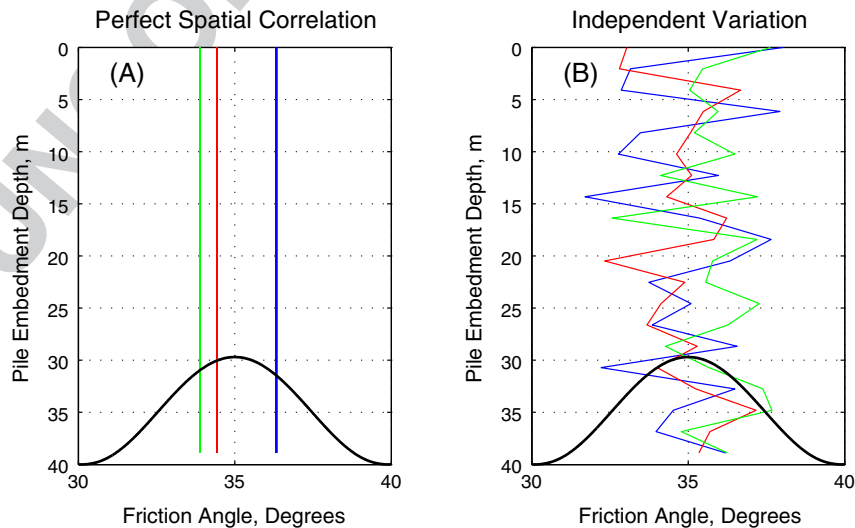 UNCO
Perfect Spatial Correlation
(A)
0
5
10
15
20
25
30
35
40
Pile Embedment Depth, m
30
35
40
Friction Angle, Degrees
Independent Variation
(B)
0
5
10
15
20
25
30
35
40
Pile Embedment Depth, m
30
35
40
Friction Angle, Degrees